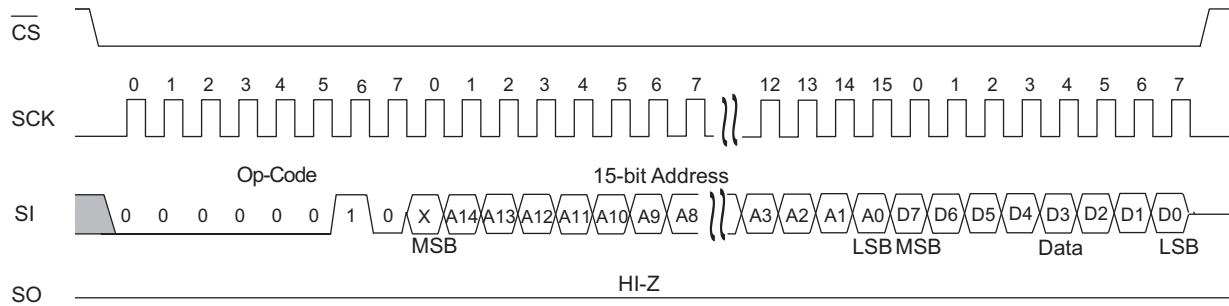 CS
0 1 2 3 4 5 6 7 0 1 2 3 4 5 6 7 12 13 14 15 0 1 2 3 4 5 6 7
SCK
Op-Code 15-bit Address
SI 0 0 0 0 0 0 1 0 X A14 A13 A12 A11 A10 A9 A8 A3 A2 A1 A0 D7 D6 D5 D4 D3 D2 D1 D0
MSB LSB MSB Data LSB
HI-Z
SO